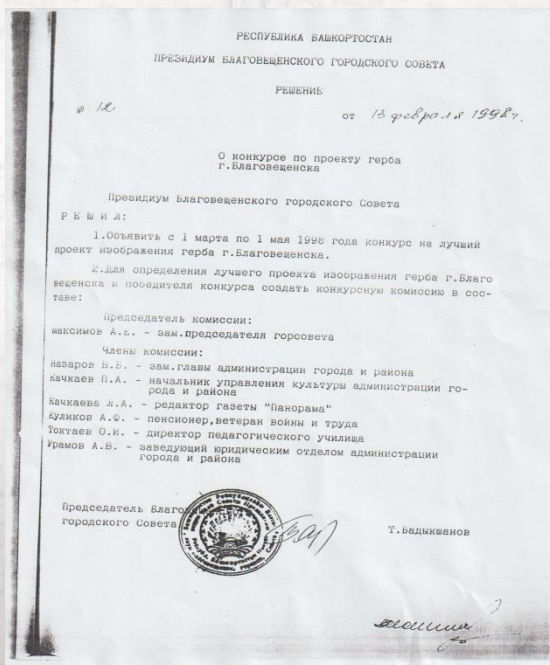 РЕСПУБЛИКА БАШКОРТОСТАН
ПРЕЗИДИУМ БЛАГОВЕЩЕНСКОГО ГОРОДСКОГО СОВЕТА
РЕШЕНИЕ
№ 12
от 13 февраля 1998г.
О конкурсе по проекту герба
г.Благовещенска
Президиум Благовещенского городского Совета
Р Е Ш И Л:
1.Объявить с 1 марта по 1 мая 1998 года конкурс на лучший
проект изображения герба г.Благовещенска.
2.Для определения лучшего проекта изображения герба г.Благо
вещенска и победителя конкурса создать конкурсную комиссию в сос-
таве:
Председатель комиссии:
Максимов А.Е. - зам.председателя горсовета
Члены комиссии:
Назаров В.В. - зам.главы администрации города и района
Качкаев П.А. - начальник управления культуры администрации го-
рода и района
Качкаева Л.А. - редактор газеты "Панорама"
Куликов А.Ф. - пенсионер,ветеран войны и труда
Токтаев О.И. - директор педагогического училища
Урамов А.В. - заведующий юридическим отделом администрации
города и района
Председатель Благов
городского Совета
Т.Бадыкшанов